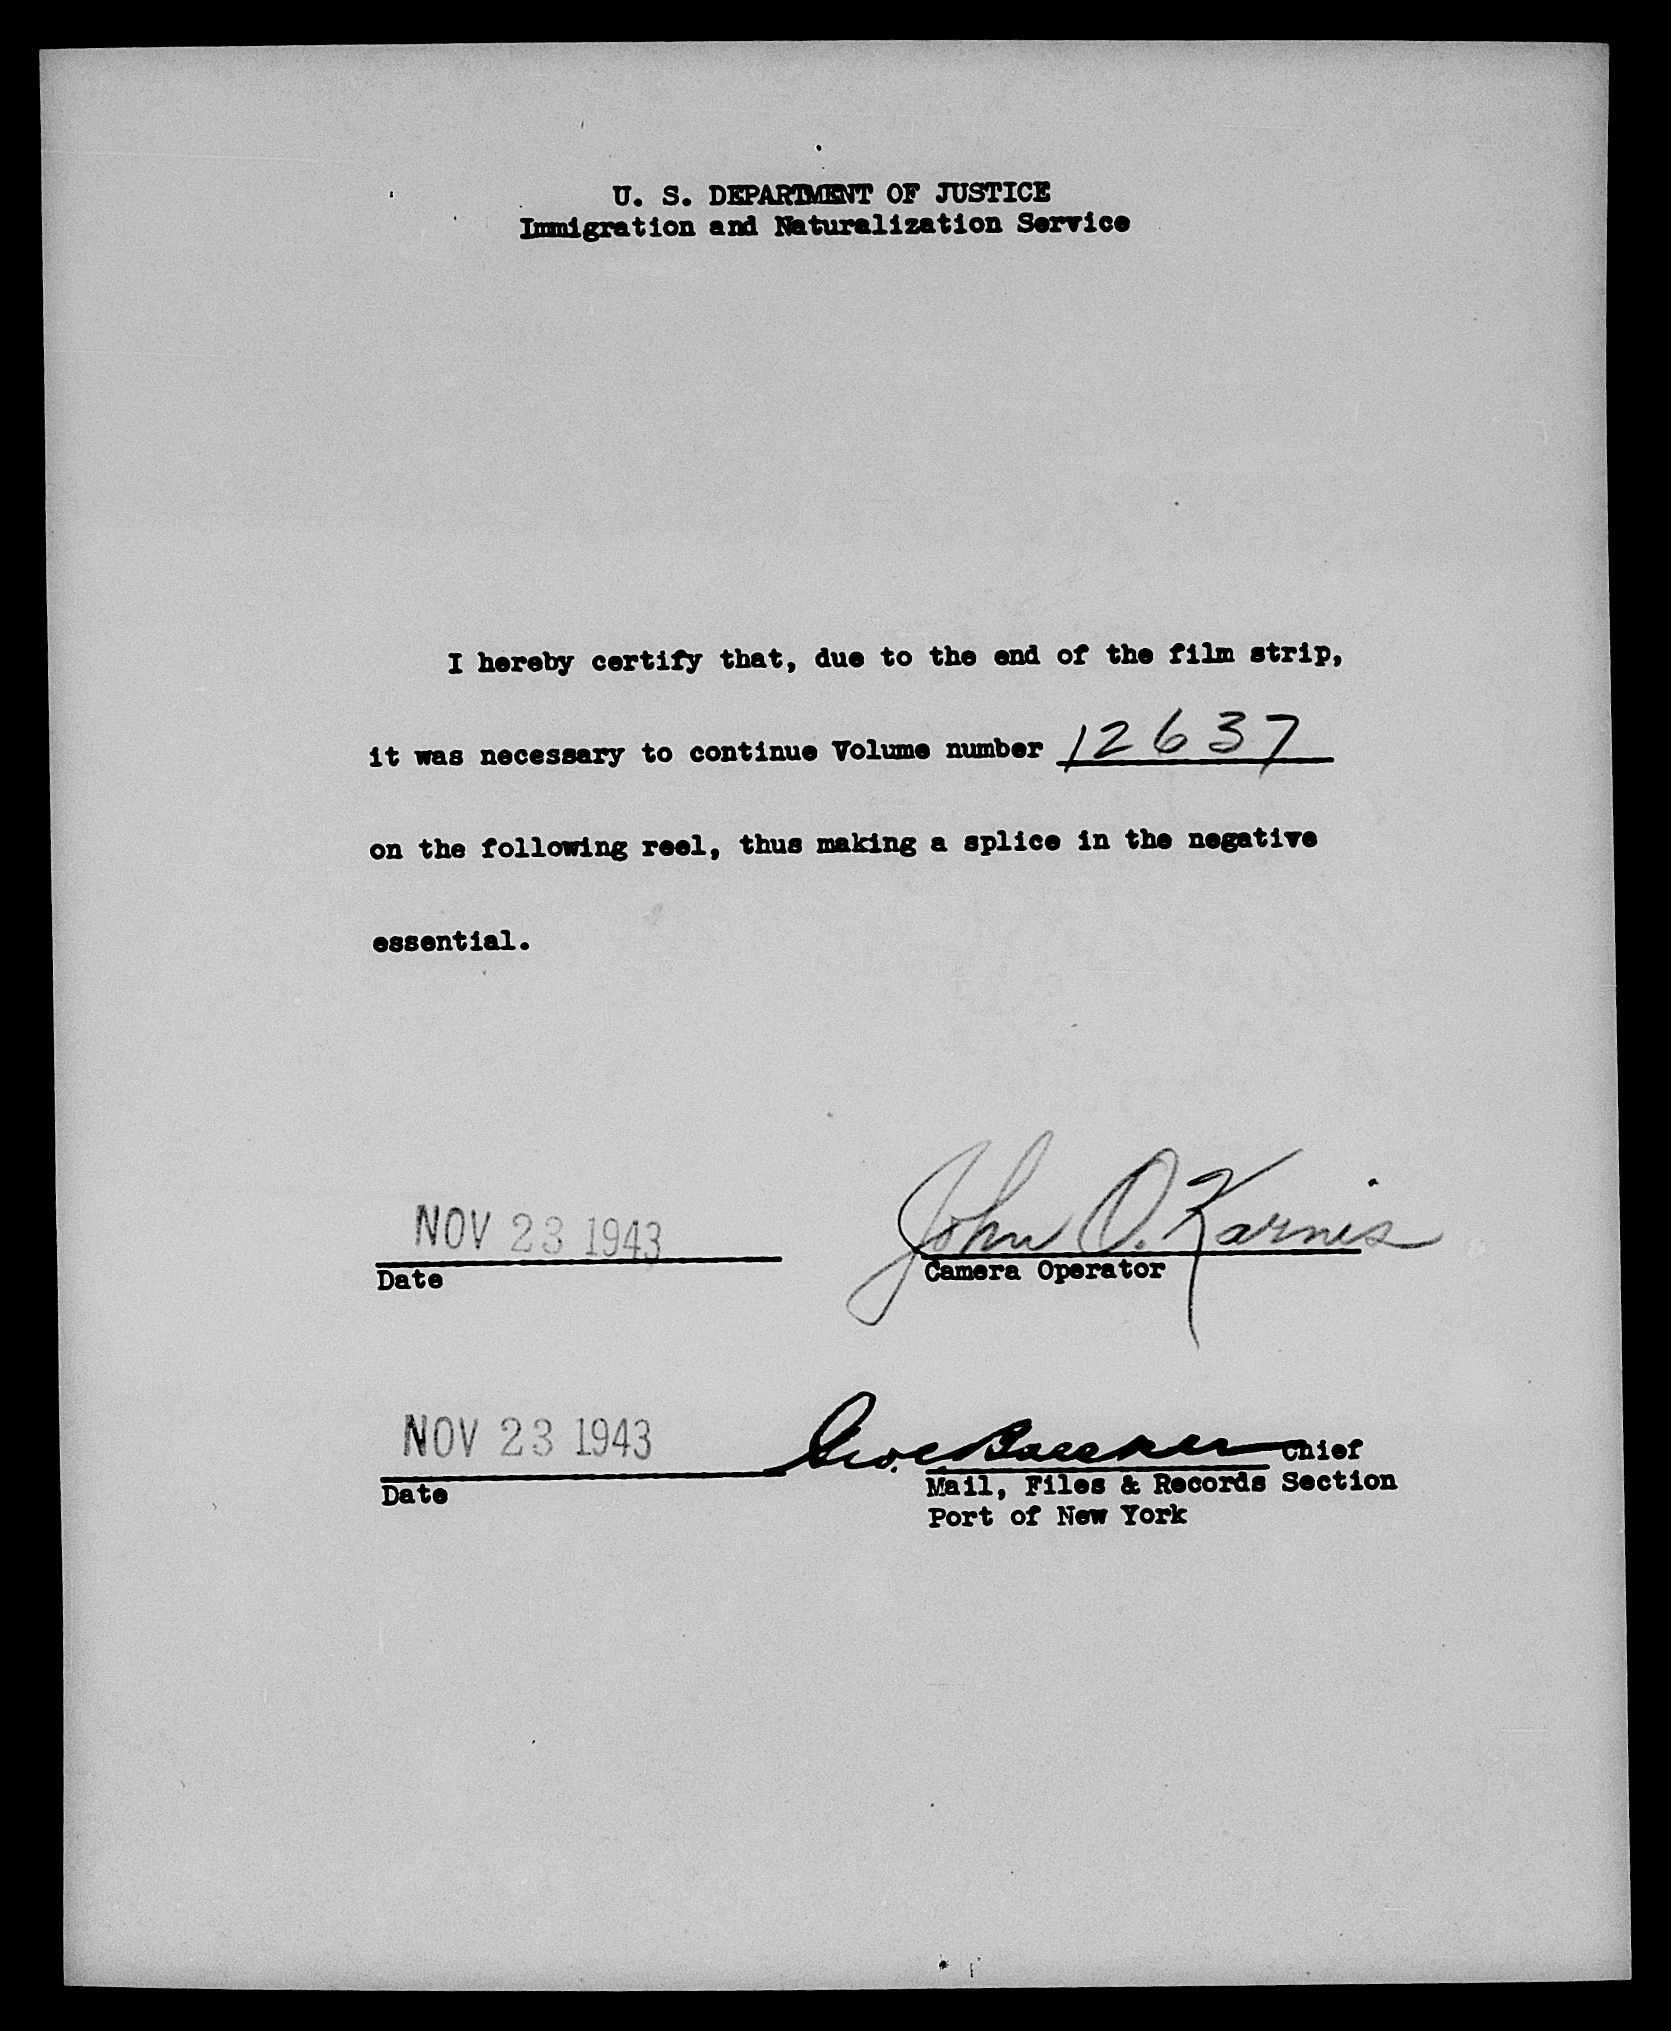 U. S. DEPARTMENT OF JUSTICE
Immigration and Naturalization Service
I hereby certify that, due to the end of the film strip,
it was necessary to continue Volume number 12637
on the following reel, thus making a splice in the negative
essential.
NOV 23 1943 John O. Karnis
Date Camera Operator
NOV 23 1943 Chief
Date Mail, Files & Records Section
Port of New York